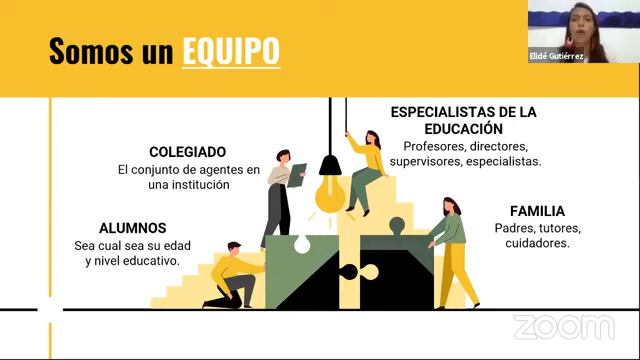 Somos un EQUIPO
Elidé Gutiérrez
ESPECIALISTAS DE LA
EDUCACIÓN
Profesores, directores,
supervisores, especialistas.
COLEGIADO
El conjunto de agentes en
una institución
ALUMNOS
Sea cual sea su edad
y nivel educativo.
FAMILIA
Padres, tutores,
cuidadores.
zoom